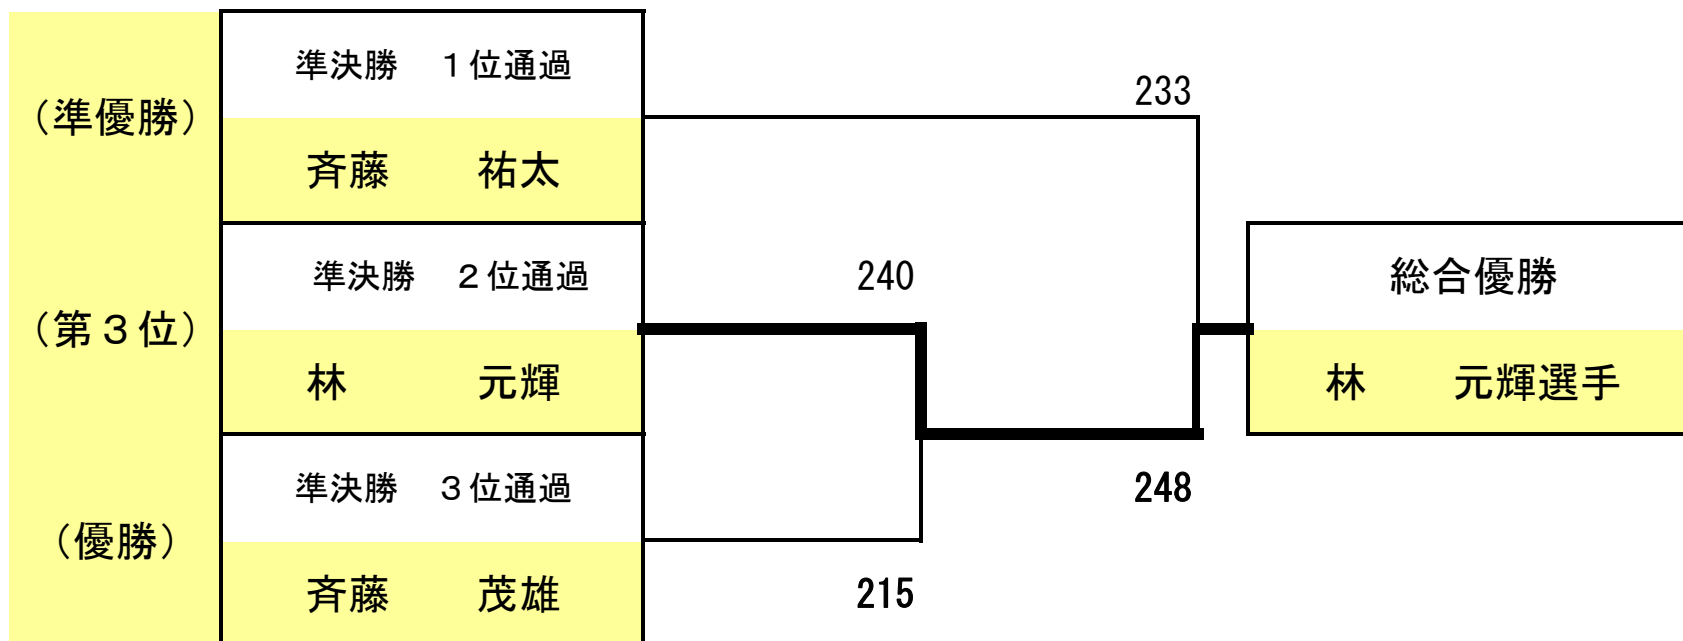 準決勝　１位通過
233
（準優勝）
斉藤　祐太
準決勝　２位通過
240
総合優勝
（第３位）
林　元輝
林　元輝選手
準決勝　３位通過
248
（優勝）
斉藤　茂雄
215